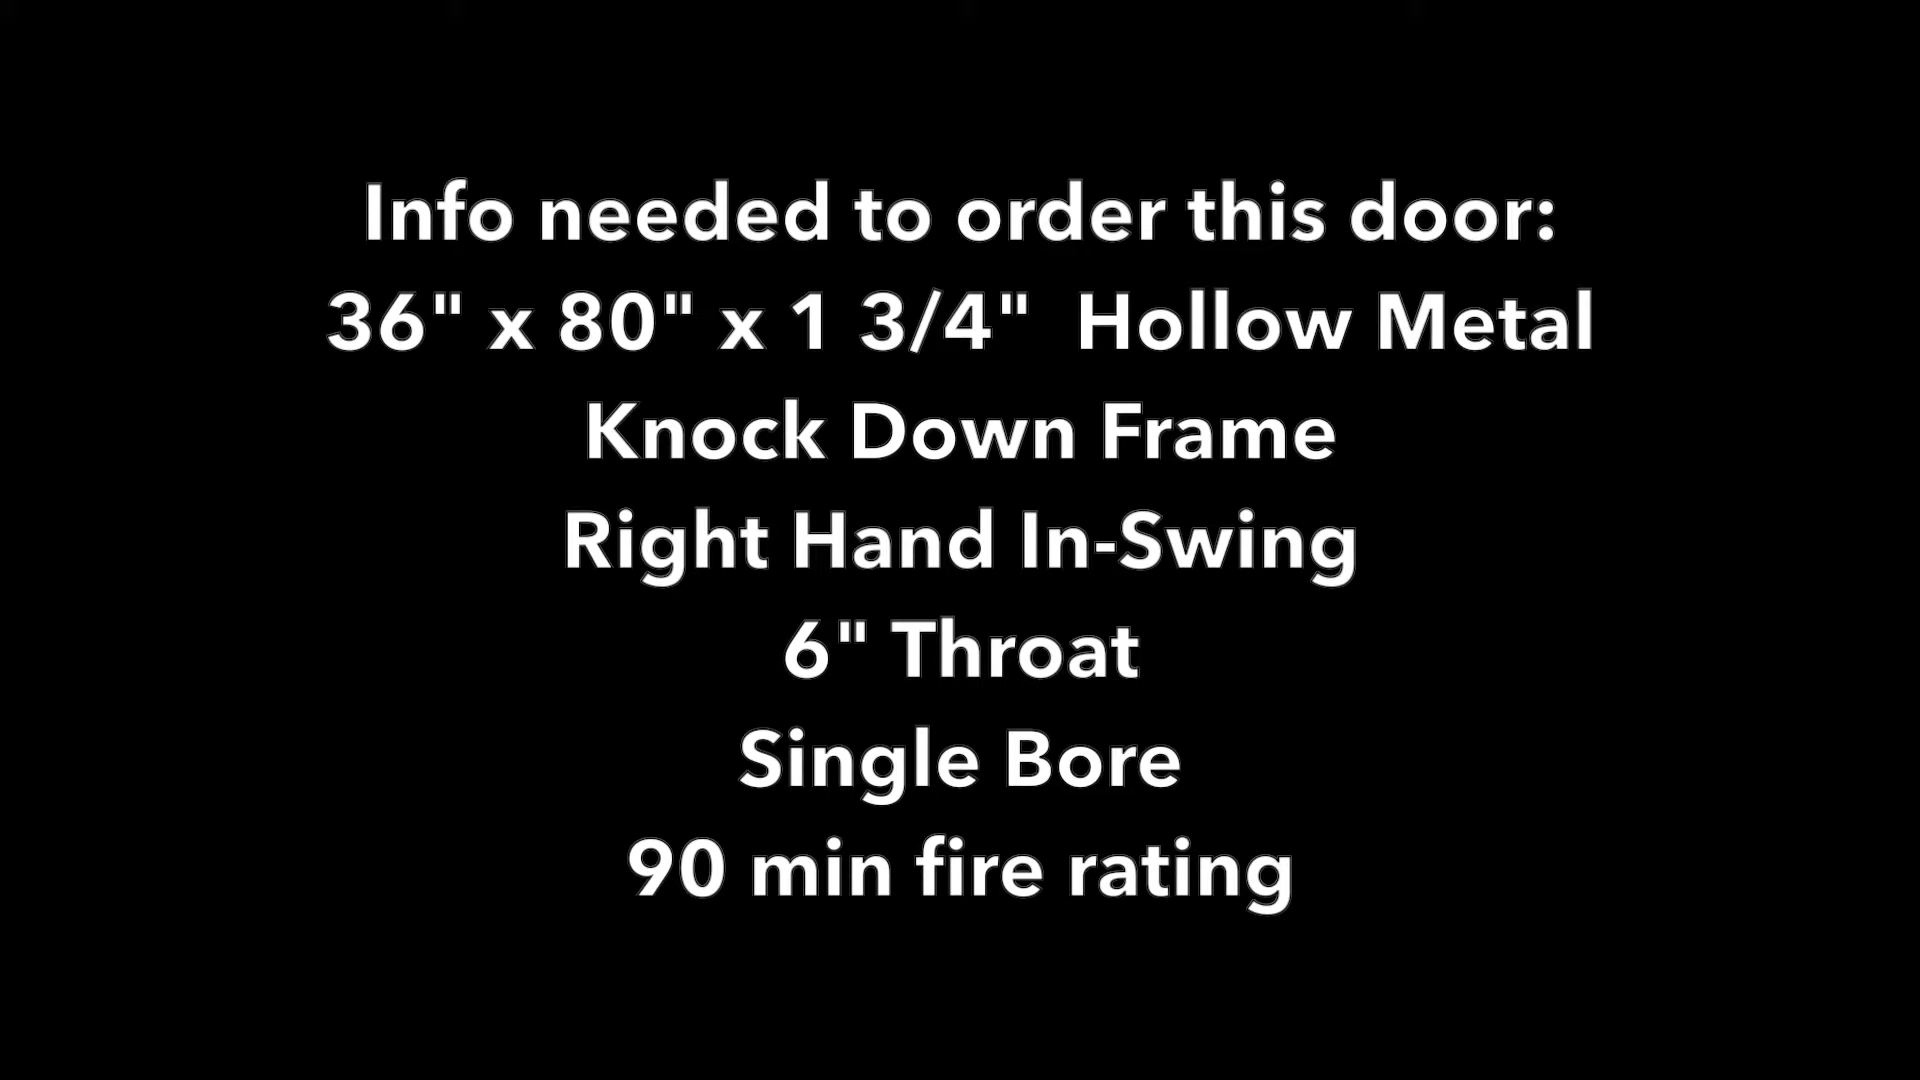 Info needed to order this door:
36" x 80" x 1 3/4"  Hollow Metal
Knock Down Frame
Right Hand In-Swing
6" Throat
Single Bore
90 min fire rating